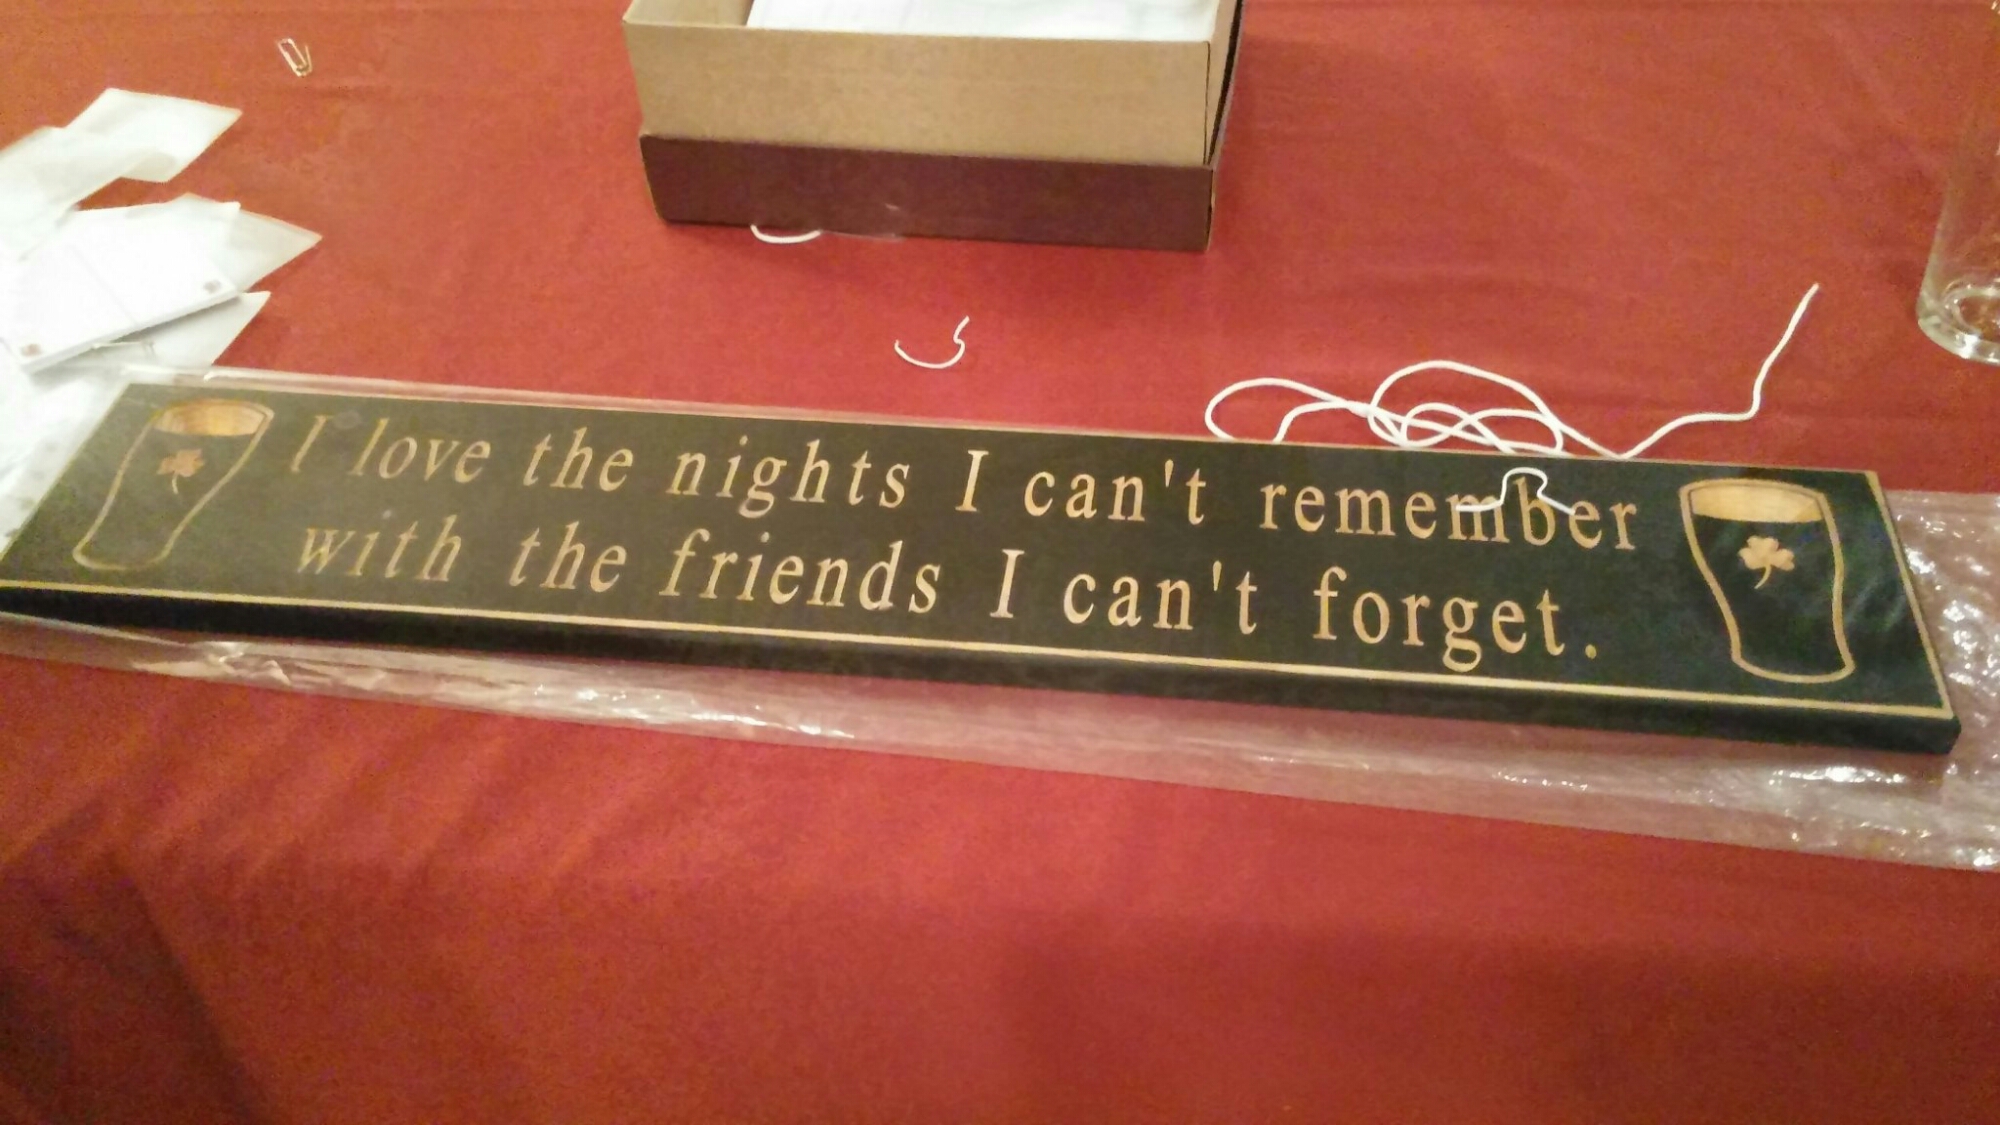 I love the nights I can't remember
with the friends I can't forget.